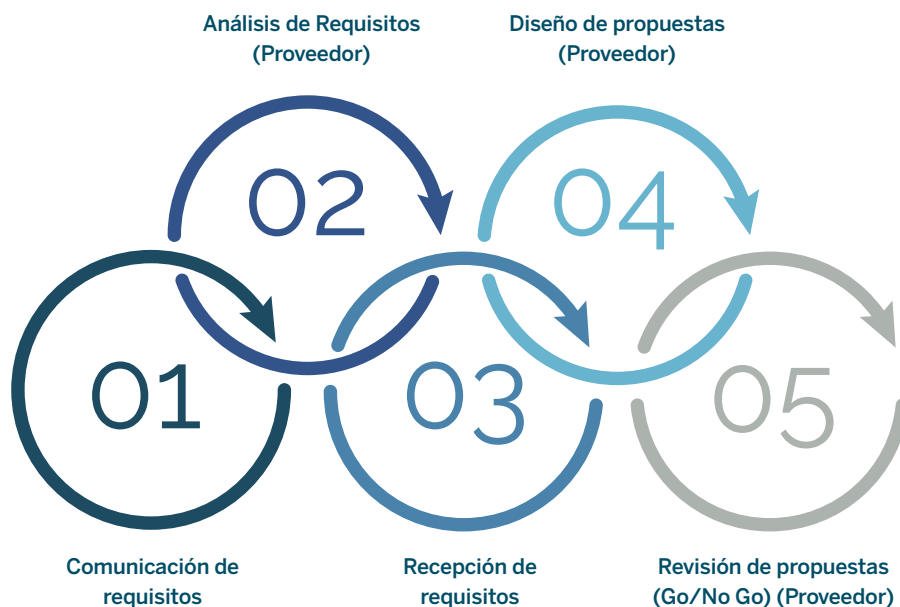 Análisis de Requisitos
(Proveedor)
Diseño de propuestas
(Proveedor)
02
04
01
03
05
Comunicación de
requisitos
Recepción de
requisitos
Revisión de propuestas
(Go/No Go) (Proveedor)